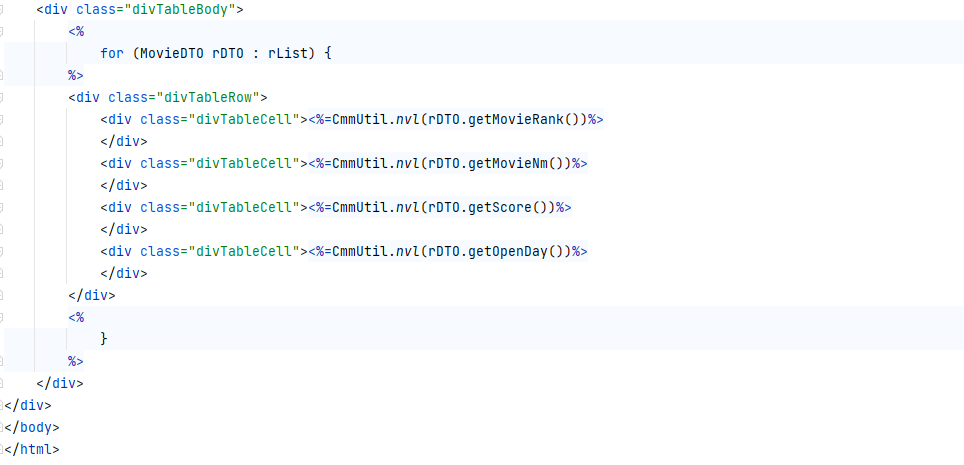 <div class="divTableBody">
<%
for (MovieDTO rDTO : rList) {
%>
<div class="divTableRow">
<div class="divTableCell"><%=CmmUtil.nvl(rDTO.getMovieRank())%>
</div>
<div class="divTableCell"><%=CmmUtil.nvl(rDTO.getMovieNm())%>
</div>
<div class="divTableCell"><%=CmmUtil.nvl(rDTO.getScore())%>
</div>
<div class="divTableCell"><%=CmmUtil.nvl(rDTO.getOpenDay())%>
</div>
</div>
<%
}
%>
</div>
</div>
</body>
</html>